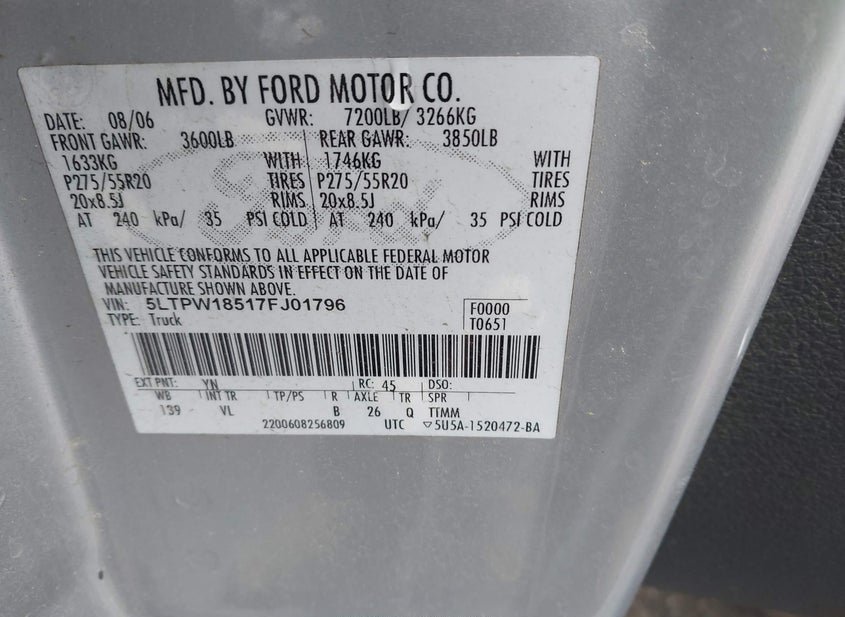 MFD. BY FORD MOTOR CO.
DATE: 08/06 GVWR: 7200LB/ 3266KG
FRONT GAWR: 3600LB REAR GAWR: 3850LB
1633KG WITH 1746KG WITH
P275/55R20 TIRES P275/55R20 TIRES
20x8.5J RIMS 20x8.5J RIMS
AT 240 kPa/ 35 PSI COLD AT 240 kPa/ 35 PSI COLD
THIS VEHICLE CONFORMS TO ALL APPLICABLE FEDERAL MOTOR
VEHICLE SAFETY STANDARDS IN EFFECT ON THE DATE OF
MANUFACTURE SHOWN ABOVE.
VIN: 5LTPW18517FJ01796 F0000
TYPE: Truck T0651
EXT PNT: YN RC: 45 DSO:
WB INT TR TP/PS R AXLE TR SPR
139 VL B 26 Q TTMM
2200608256809 UTC ▽5U5A-1520472-BA